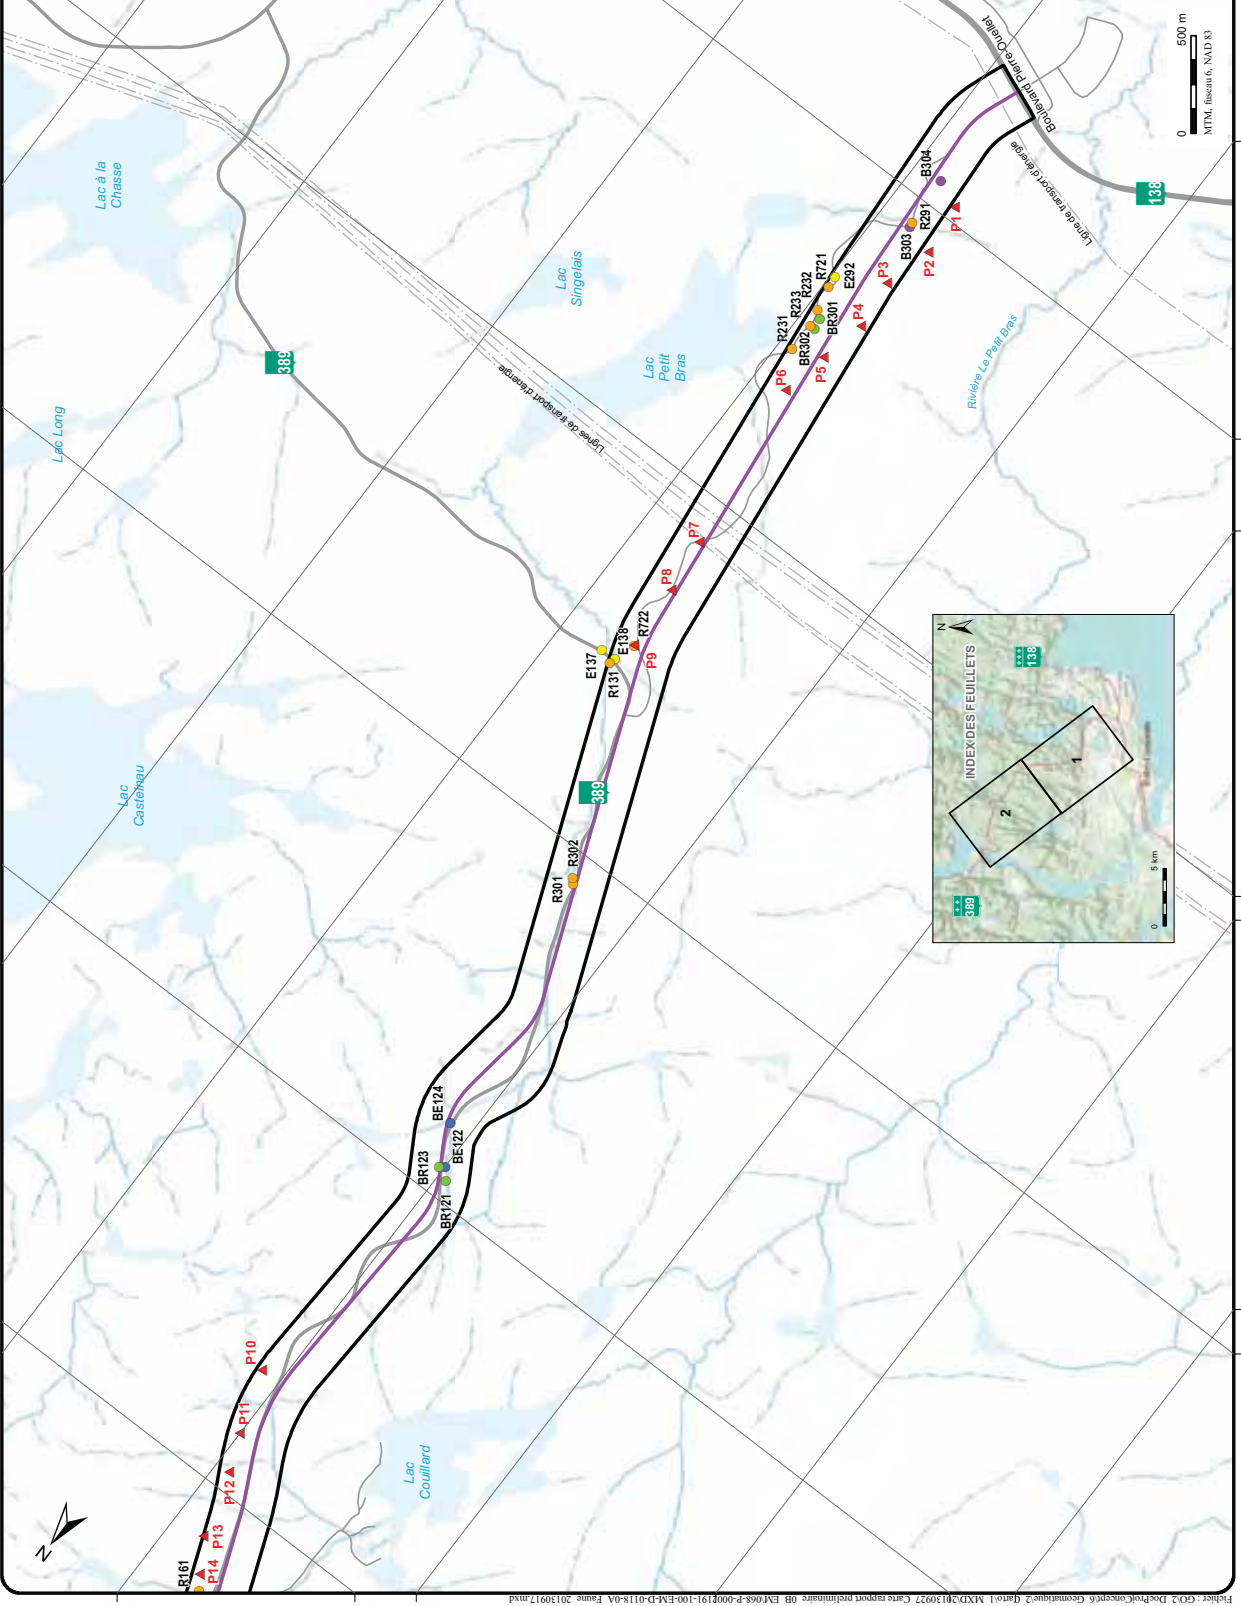 Lac à la
Chasse
Lac Long
389
Lac
Singelais
Lac
Petit
Bras
Lignes de transport d'énergie
Boulevard Pierre-Ouellet
Ligne de transport d'énergie
138
0 500 m
MTM, fuseau 6, NAD 83
Rivière Le Petit Bras
B304
P1
R291
B303
P2
P3
E292
R721
R232
R233
BR301
BR302
R231
P4
P5
P6
P7
P8
R722
P9
E138
E137
R131
389
R302
R301
Lac
Castelnau
BE124
BE122
BR123
BR121
P10
P11
P12
P13
P14
R161
Lac
Couillard
N
INDEX DES FEUILLETS
N
138
389
1
2
0 5 km